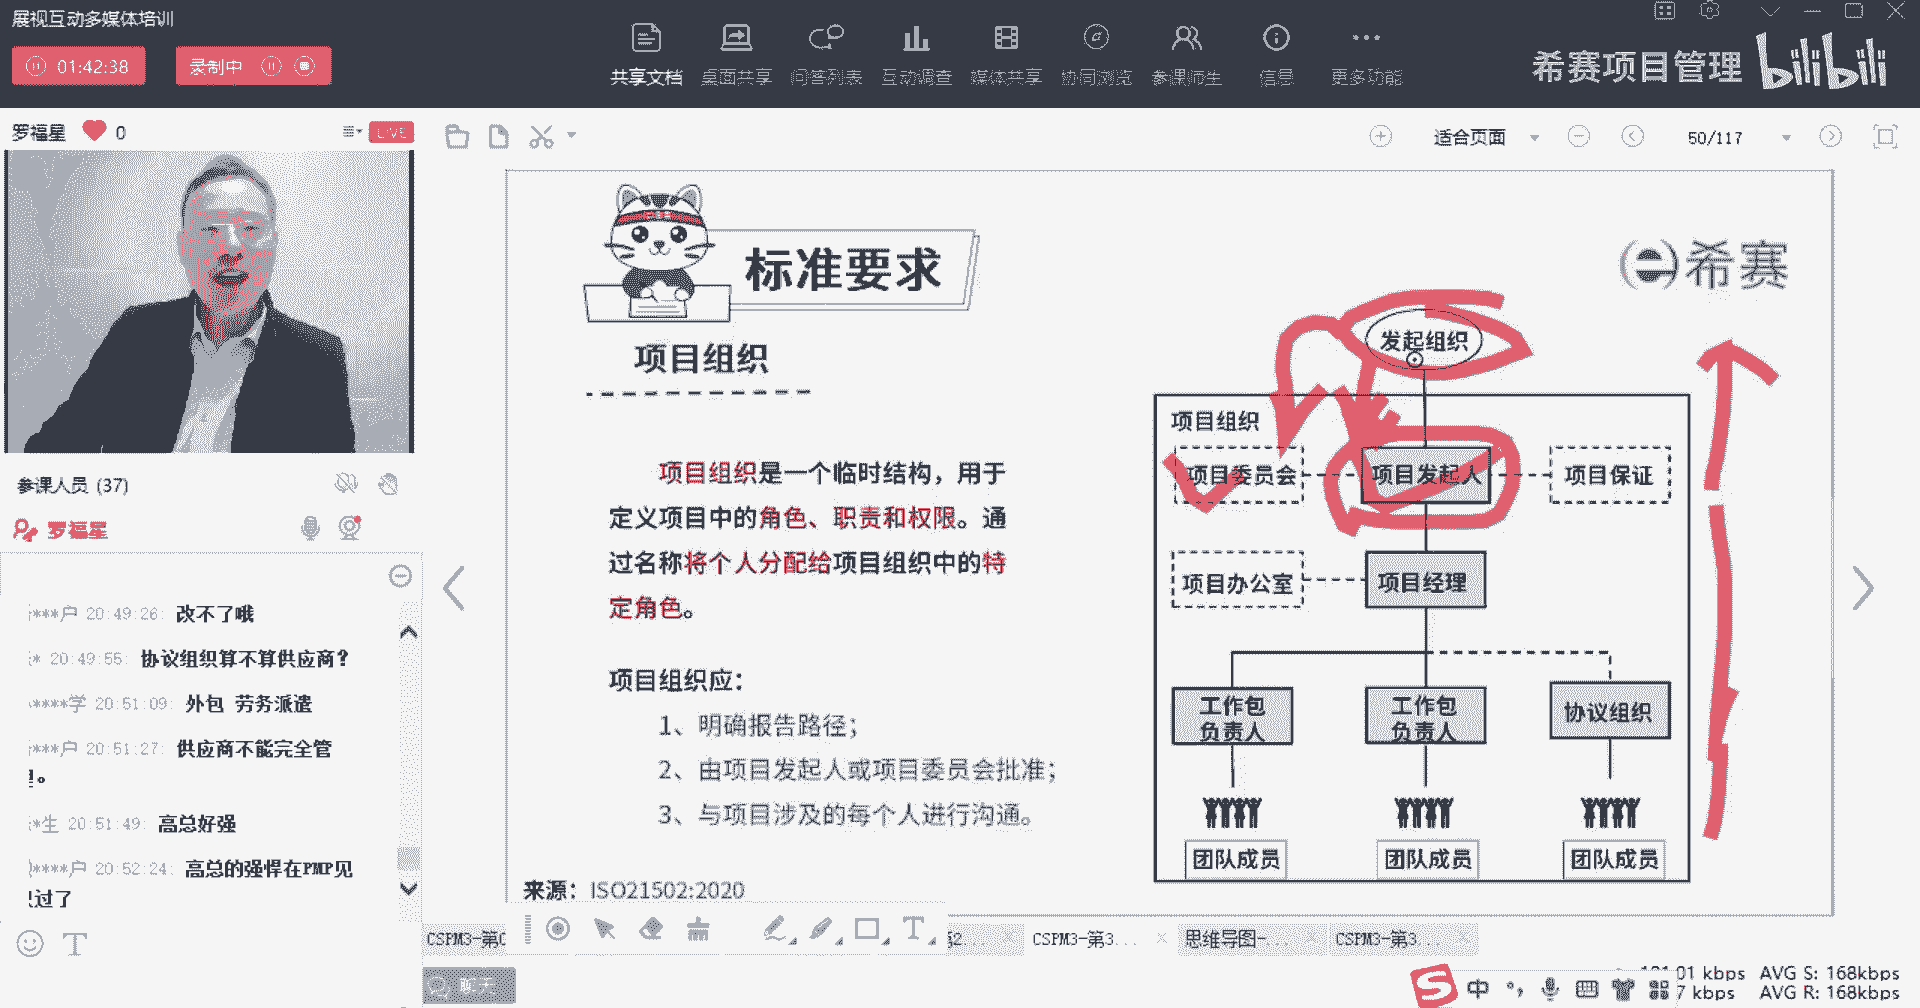 展视互动多媒体培训
01:42:38
录制中
共享文档
桌面共享
问答列表
互动调查
媒体共享
协同浏览
参课师生
信息
更多功能
希赛项目管理
bilibili
罗福星
0
LIVE
适合页面
50/117
参课人员 (37)
罗福星
***户 20:49:26: 改不了哦
* 20:49:55: 协议组织算不算供应商?
****学 20:51:09: 外包 劳务派遣
***户 20:51:27: 供应商不能完全管
。
*生 20:51:49: 高总好强
****户 20:52:24: 高总的强悍在PMP见
过了
标准要求
希赛
项目组织
项目组织是一个临时结构，用于
定义项目中的角色、职责和权限。通
过名称将个人分配给项目组织中的特
定角色。
项目组织应：
1、明确报告路径；
2、由项目发起人或项目委员会批准；
3、与项目涉及的每个人进行沟通。
来源：ISO21502:2020
发起组织
项目组织
项目委员会
项目发起人
项目保证
项目办公室
项目经理
工作包
负责人
工作包
负责人
协议组织
团队成员
团队成员
团队成员
CSPM3-第
2...
CSPM3-第3...
思维导图-...
CSPM3-第3...
聊天
中
01 kbps AVG S: 168kbps
7 kbps AVG R: 168kbps